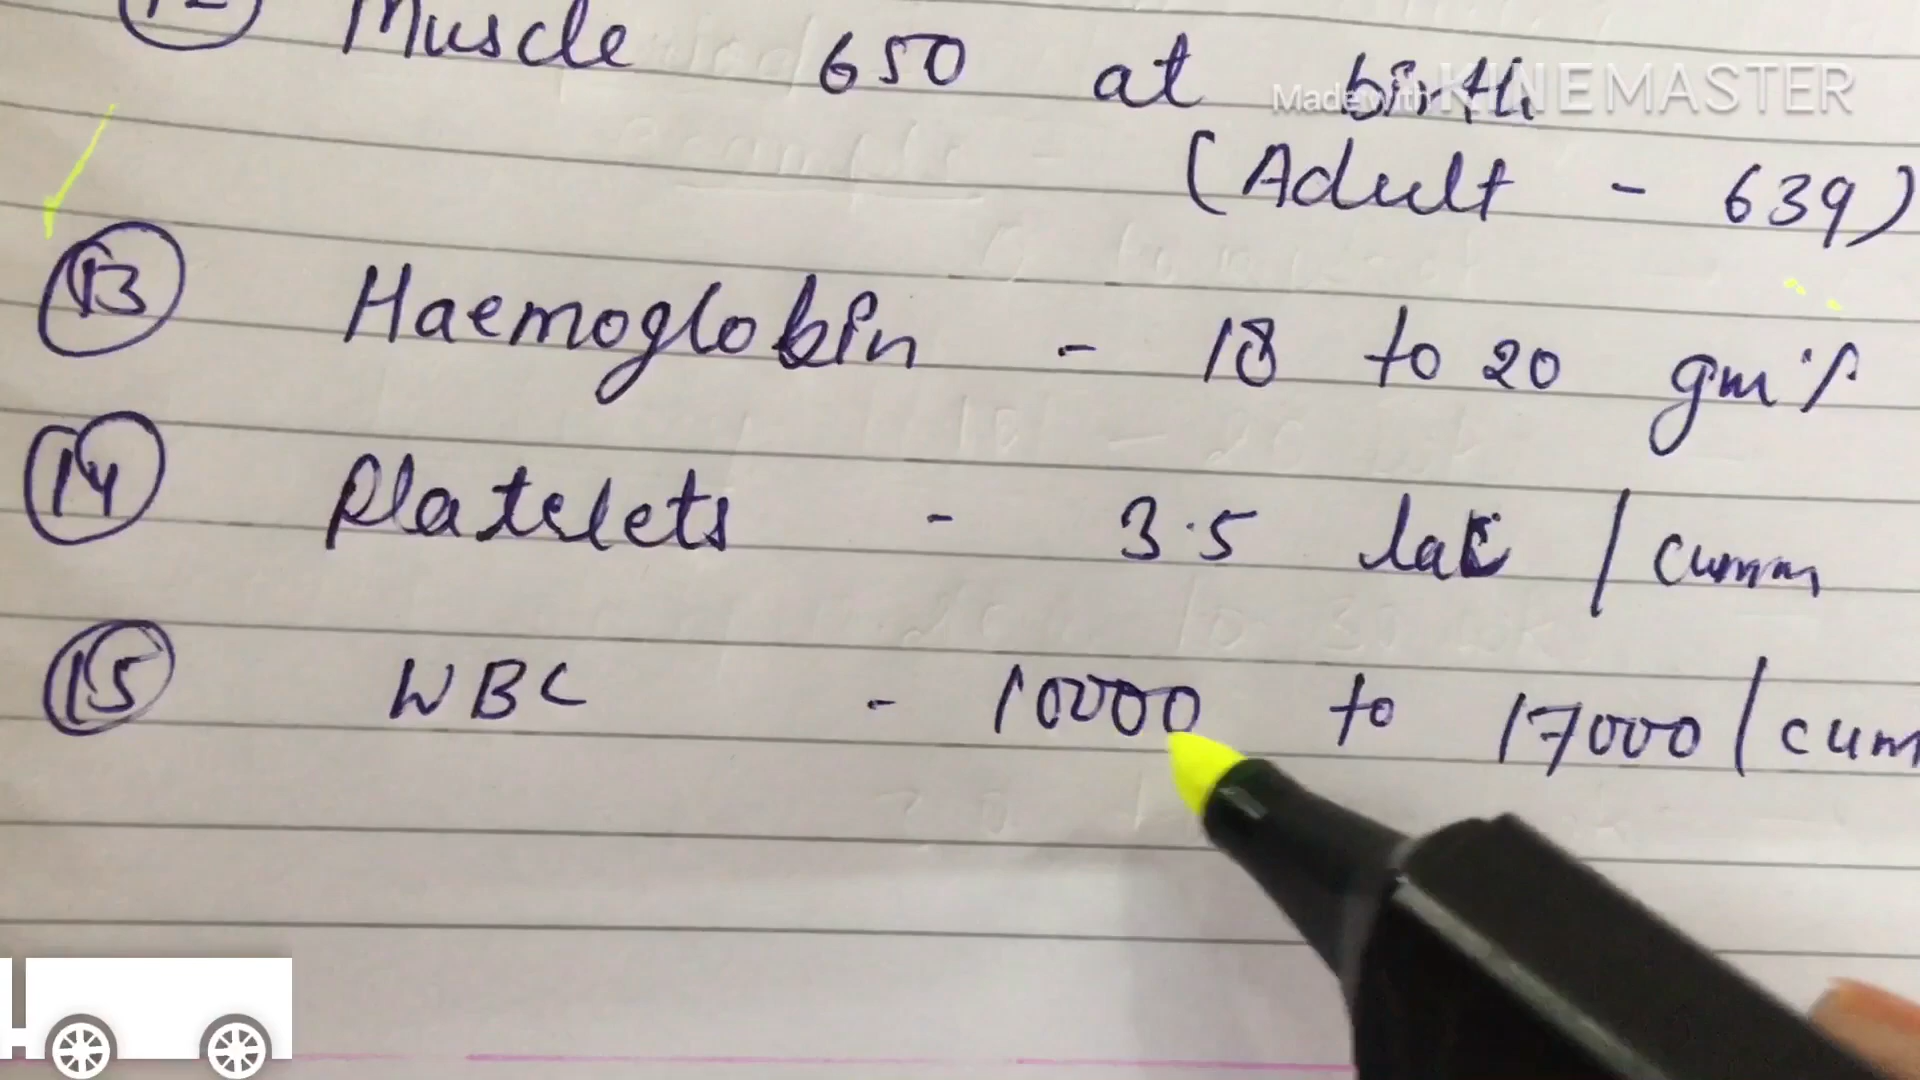 12 Muscle 650 at birth
Made with KINEMASTER
(Adult - 639)
13 Haemoglobin - 18 to 20 gm%
14 Platelets - 3.5 lak / cumm
15 WBC - 10000 to 17000 / cum